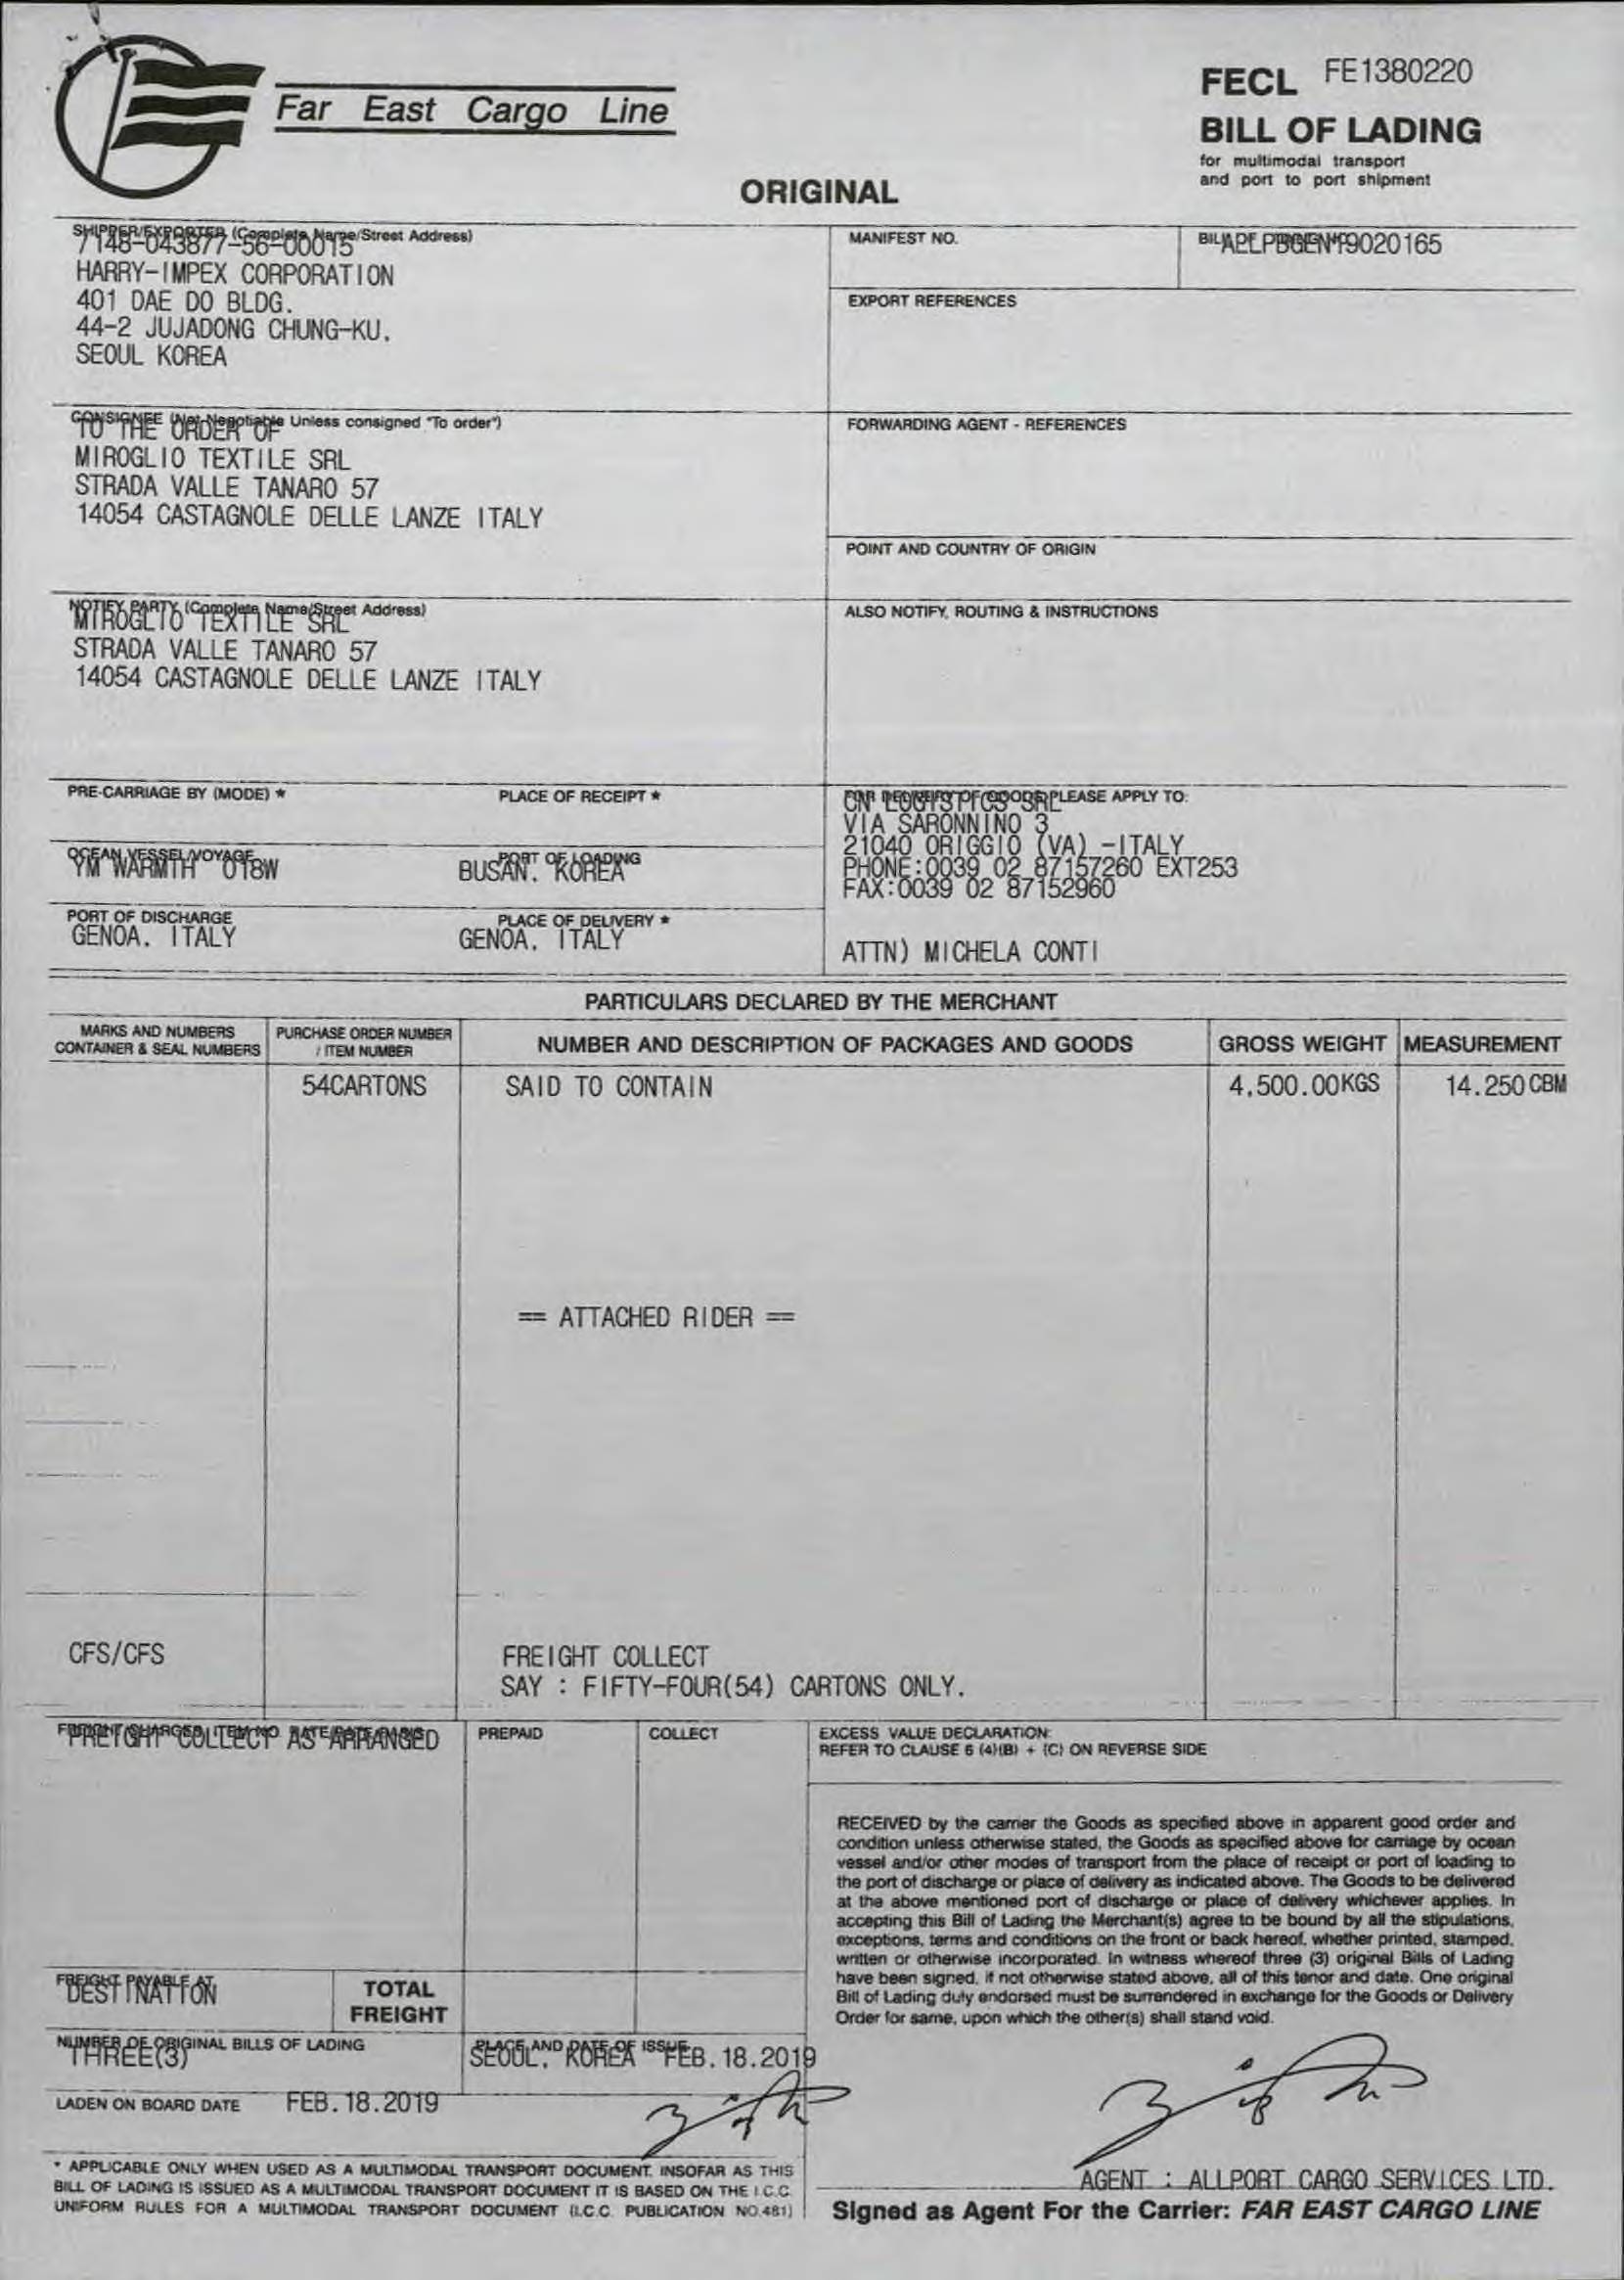 Far East Cargo Line
FECL FE1380220
BILL OF LADING
for multimodal transport
and port to port shipment
ORIGINAL
SHIPPER/EXPORTER (Complete Name/Street Address)
7148-043877-56-00015
HARRY-IMPEX CORPORATION
401 DAE DO BLDG.
44-2 JUJADONG CHUNG-KU.
SEOUL KOREA
MANIFEST NO.
ALLPBGEN19020165
EXPORT REFERENCES
CONSIGNEE (Not Negotiable Unless consigned "To order")
TO THE ORDER OF
MIROGLIO TEXTILE SRL
STRADA VALLE TANARO 57
14054 CASTAGNOLE DELLE LANZE ITALY
FORWARDING AGENT - REFERENCES
POINT AND COUNTRY OF ORIGIN
NOTIFY PARTY (Complete Name/Street Address)
MIROGLIO TEXTILE SRL
STRADA VALLE TANARO 57
14054 CASTAGNOLE DELLE LANZE ITALY
ALSO NOTIFY, ROUTING & INSTRUCTIONS
PRE-CARRIAGE BY (MODE) *
PLACE OF RECEIPT *
FOR DELIVERY OF GOODS PLEASE APPLY TO:
CN LOGISTICS SRL
VIA SARONNINO 3
21040 ORIGGIO (VA) -ITALY
PHONE:0039 02 87157260 EXT253
FAX:0039 02 87152960
ATTN) MICHELA CONTI
OCEAN VESSEL/VOYAGE
YM WARMTH 018W
PORT OF LOADING
BUSAN. KOREA
PORT OF DISCHARGE
GENOA. ITALY
PLACE OF DELIVERY *
GENOA. ITALY
PARTICULARS DECLARED BY THE MERCHANT
MARKS AND NUMBERS
CONTAINER & SEAL NUMBERS
PURCHASE ORDER NUMBER
/ ITEM NUMBER
NUMBER AND DESCRIPTION OF PACKAGES AND GOODS
GROSS WEIGHT
MEASUREMENT
54CARTONS
SAID TO CONTAIN
4.500.00KGS
14.250CBM
== ATTACHED RIDER ==
CFS/CFS
FREIGHT COLLECT
SAY : FIFTY-FOUR(54) CARTONS ONLY.
FREIGHT COLLECT AS ARRANGED
PREPAID
COLLECT
EXCESS VALUE DECLARATION:
REFER TO CLAUSE 6 (4)(B) + (C) ON REVERSE SIDE
RECEIVED by the carrier the Goods as specified above in apparent good order and
condition unless otherwise stated, the Goods as specified above for carriage by ocean
vessel and/or other modes of transport from the place of receipt or port of loading to
the port of discharge or place of delivery as indicated above. The Goods to be delivered
at the above mentioned port of discharge or place of delivery whichever applies. In
accepting this Bill of Lading the Merchant(s) agree to be bound by all the stipulations,
exceptions, terms and conditions on the front or back hereof, whether printed, stamped,
written or otherwise incorporated. In witness whereof three (3) original Bills of Lading
have been signed, if not otherwise stated above, all of this tenor and date. One original
Bill of Lading duly endorsed must be surrendered in exchange for the Goods or Delivery
Order for same, upon which the other(s) shall stand void.
FREIGHT PAYABLE AT
DESTINATION
TOTAL
FREIGHT
NUMBER OF ORIGINAL BILLS OF LADING
THREE(3)
PLACE AND DATE OF ISSUE
SEOUL, KOREA FEB.18.2019
LADEN ON BOARD DATE FEB.18.2019
* APPLICABLE ONLY WHEN USED AS A MULTIMODAL TRANSPORT DOCUMENT. INSOFAR AS THIS
BILL OF LADING IS ISSUED AS A MULTIMODAL TRANSPORT DOCUMENT IT IS BASED ON THE I.C.C.
UNIFORM RULES FOR A MULTIMODAL TRANSPORT DOCUMENT (I.C.C. PUBLICATION NO.481)
AGENT : ALLPORT CARGO SERVICES LTD.
Signed as Agent For the Carrier: FAR EAST CARGO LINE